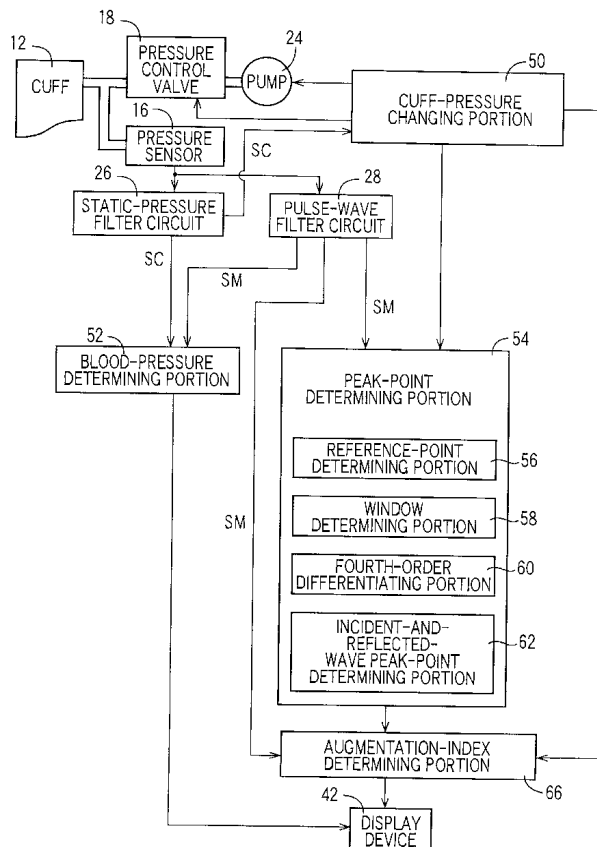 18
12
24
50
PRESSURE
CONTROL
VALVE
CUFF
PUMP
CUFF-PRESSURE
CHANGING PORTION
16
PRESSURE
SENSOR
SC
26
28
STATIC-PRESSURE
FILTER CIRCUIT
PULSE-WAVE
FILTER CIRCUIT
SC
SM
SM
52
54
BLOOD-PRESSURE
DETERMINING PORTION
PEAK-POINT
DETERMINING PORTION
REFERENCE-POINT
DETERMINING PORTION
56
SM
WINDOW
DETERMINING PORTION
58
FOURTH-ORDER
DIFFERENTIATING PORTION
60
INCIDENT-AND-
REFLECTED-
WAVE PEAK-POINT
DETERMINING PORTION
62
AUGMENTATION-INDEX
DETERMINING PORTION
66
42
DISPLAY
DEVICE